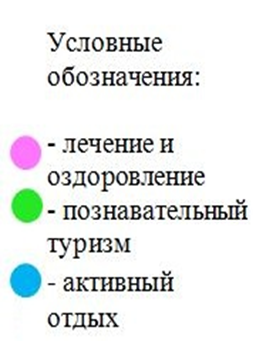 Условные
обозначения:
- лечение и
оздоровление
- познавательный
туризм
- активный
отдых